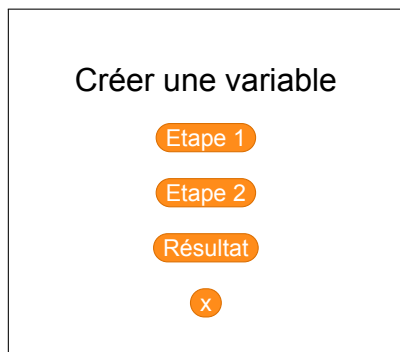 Créer une variable
Etape 1
Etape 2
Résultat
x